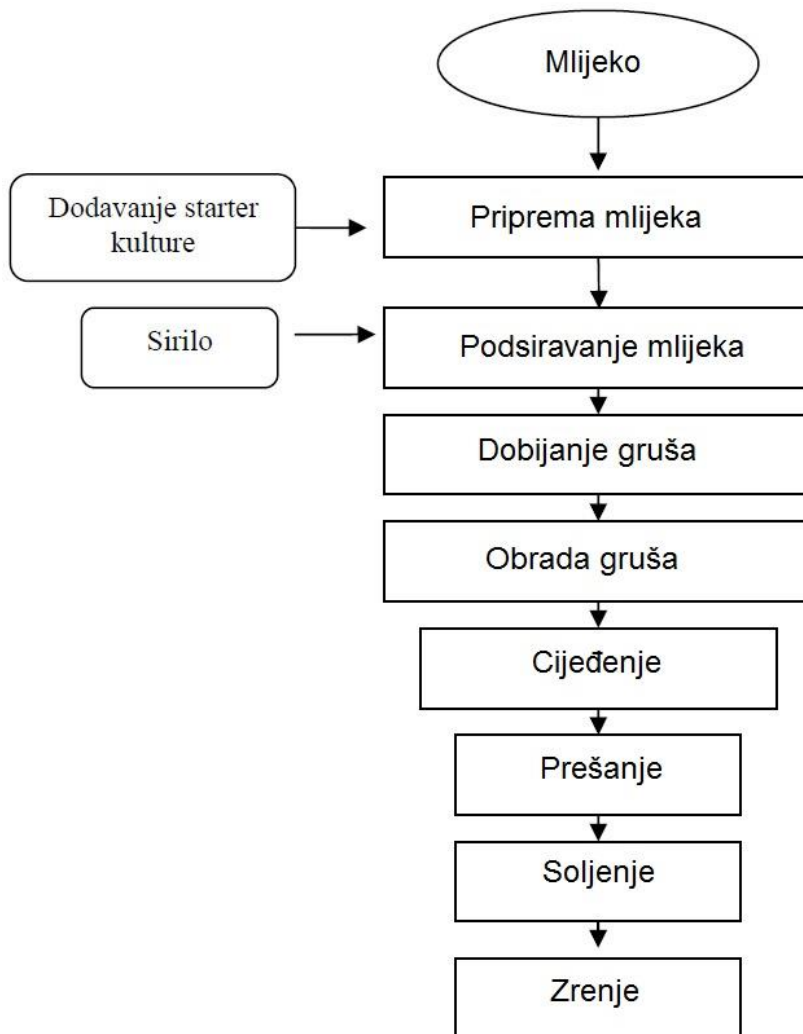 Mlijeko
Dodavanje starter
kulture
Priprema mlijeka
Sirilo
Podsiravanje mlijeka
Dobijanje gruša
Obrada gruša
Cijeđenje
Prešanje
Soljenje
Zrenje